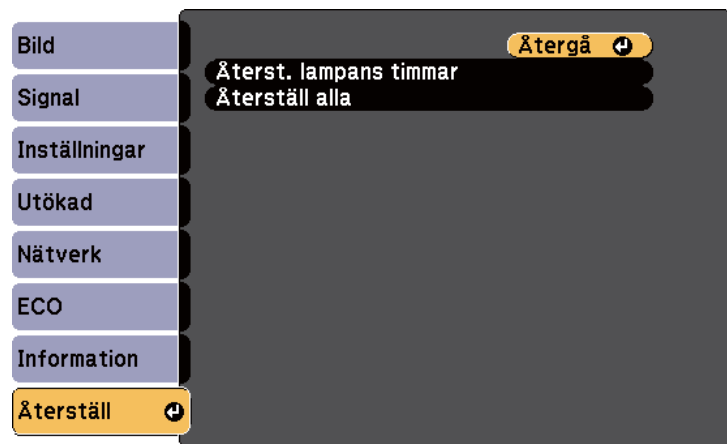 Bild
Signal
Inställningar
Utökad
Nätverk
ECO
Information
Återställ
Återgå
Återst. lampans timmar
Återställ alla